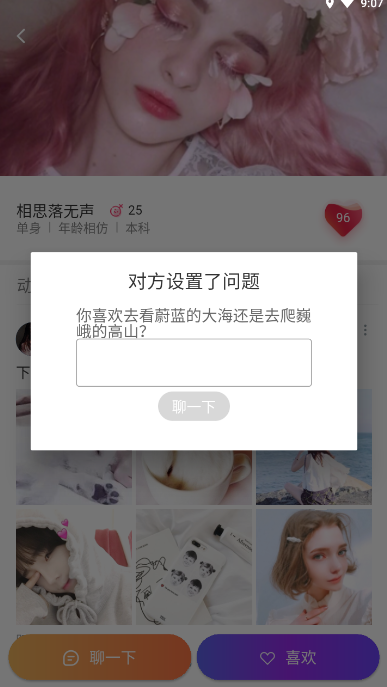 9:07
相思落无声 25
单身 | 年龄相仿 | 本科
96
对方设置了问题
你喜欢去看蔚蓝的大海还是去爬巍
峨的高山?
聊一下
聊一下
喜欢